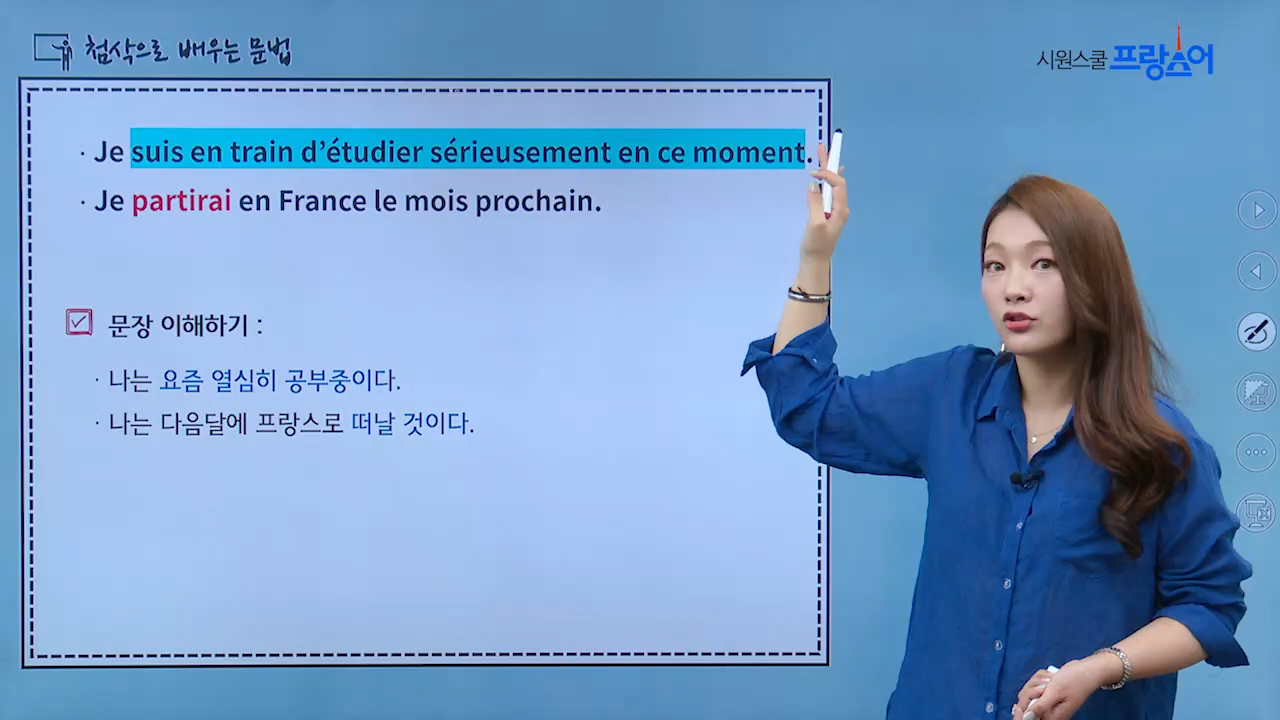 첨삭으로 배우는 문법
시원스쿨 프랑스어
· Je suis en train d’étudier sérieusement en ce moment.
· Je partirai en France le mois prochain.
문장 이해하기 :
· 나는 요즘 열심히 공부중이다.
· 나는 다음달에 프랑스로 떠날 것이다.